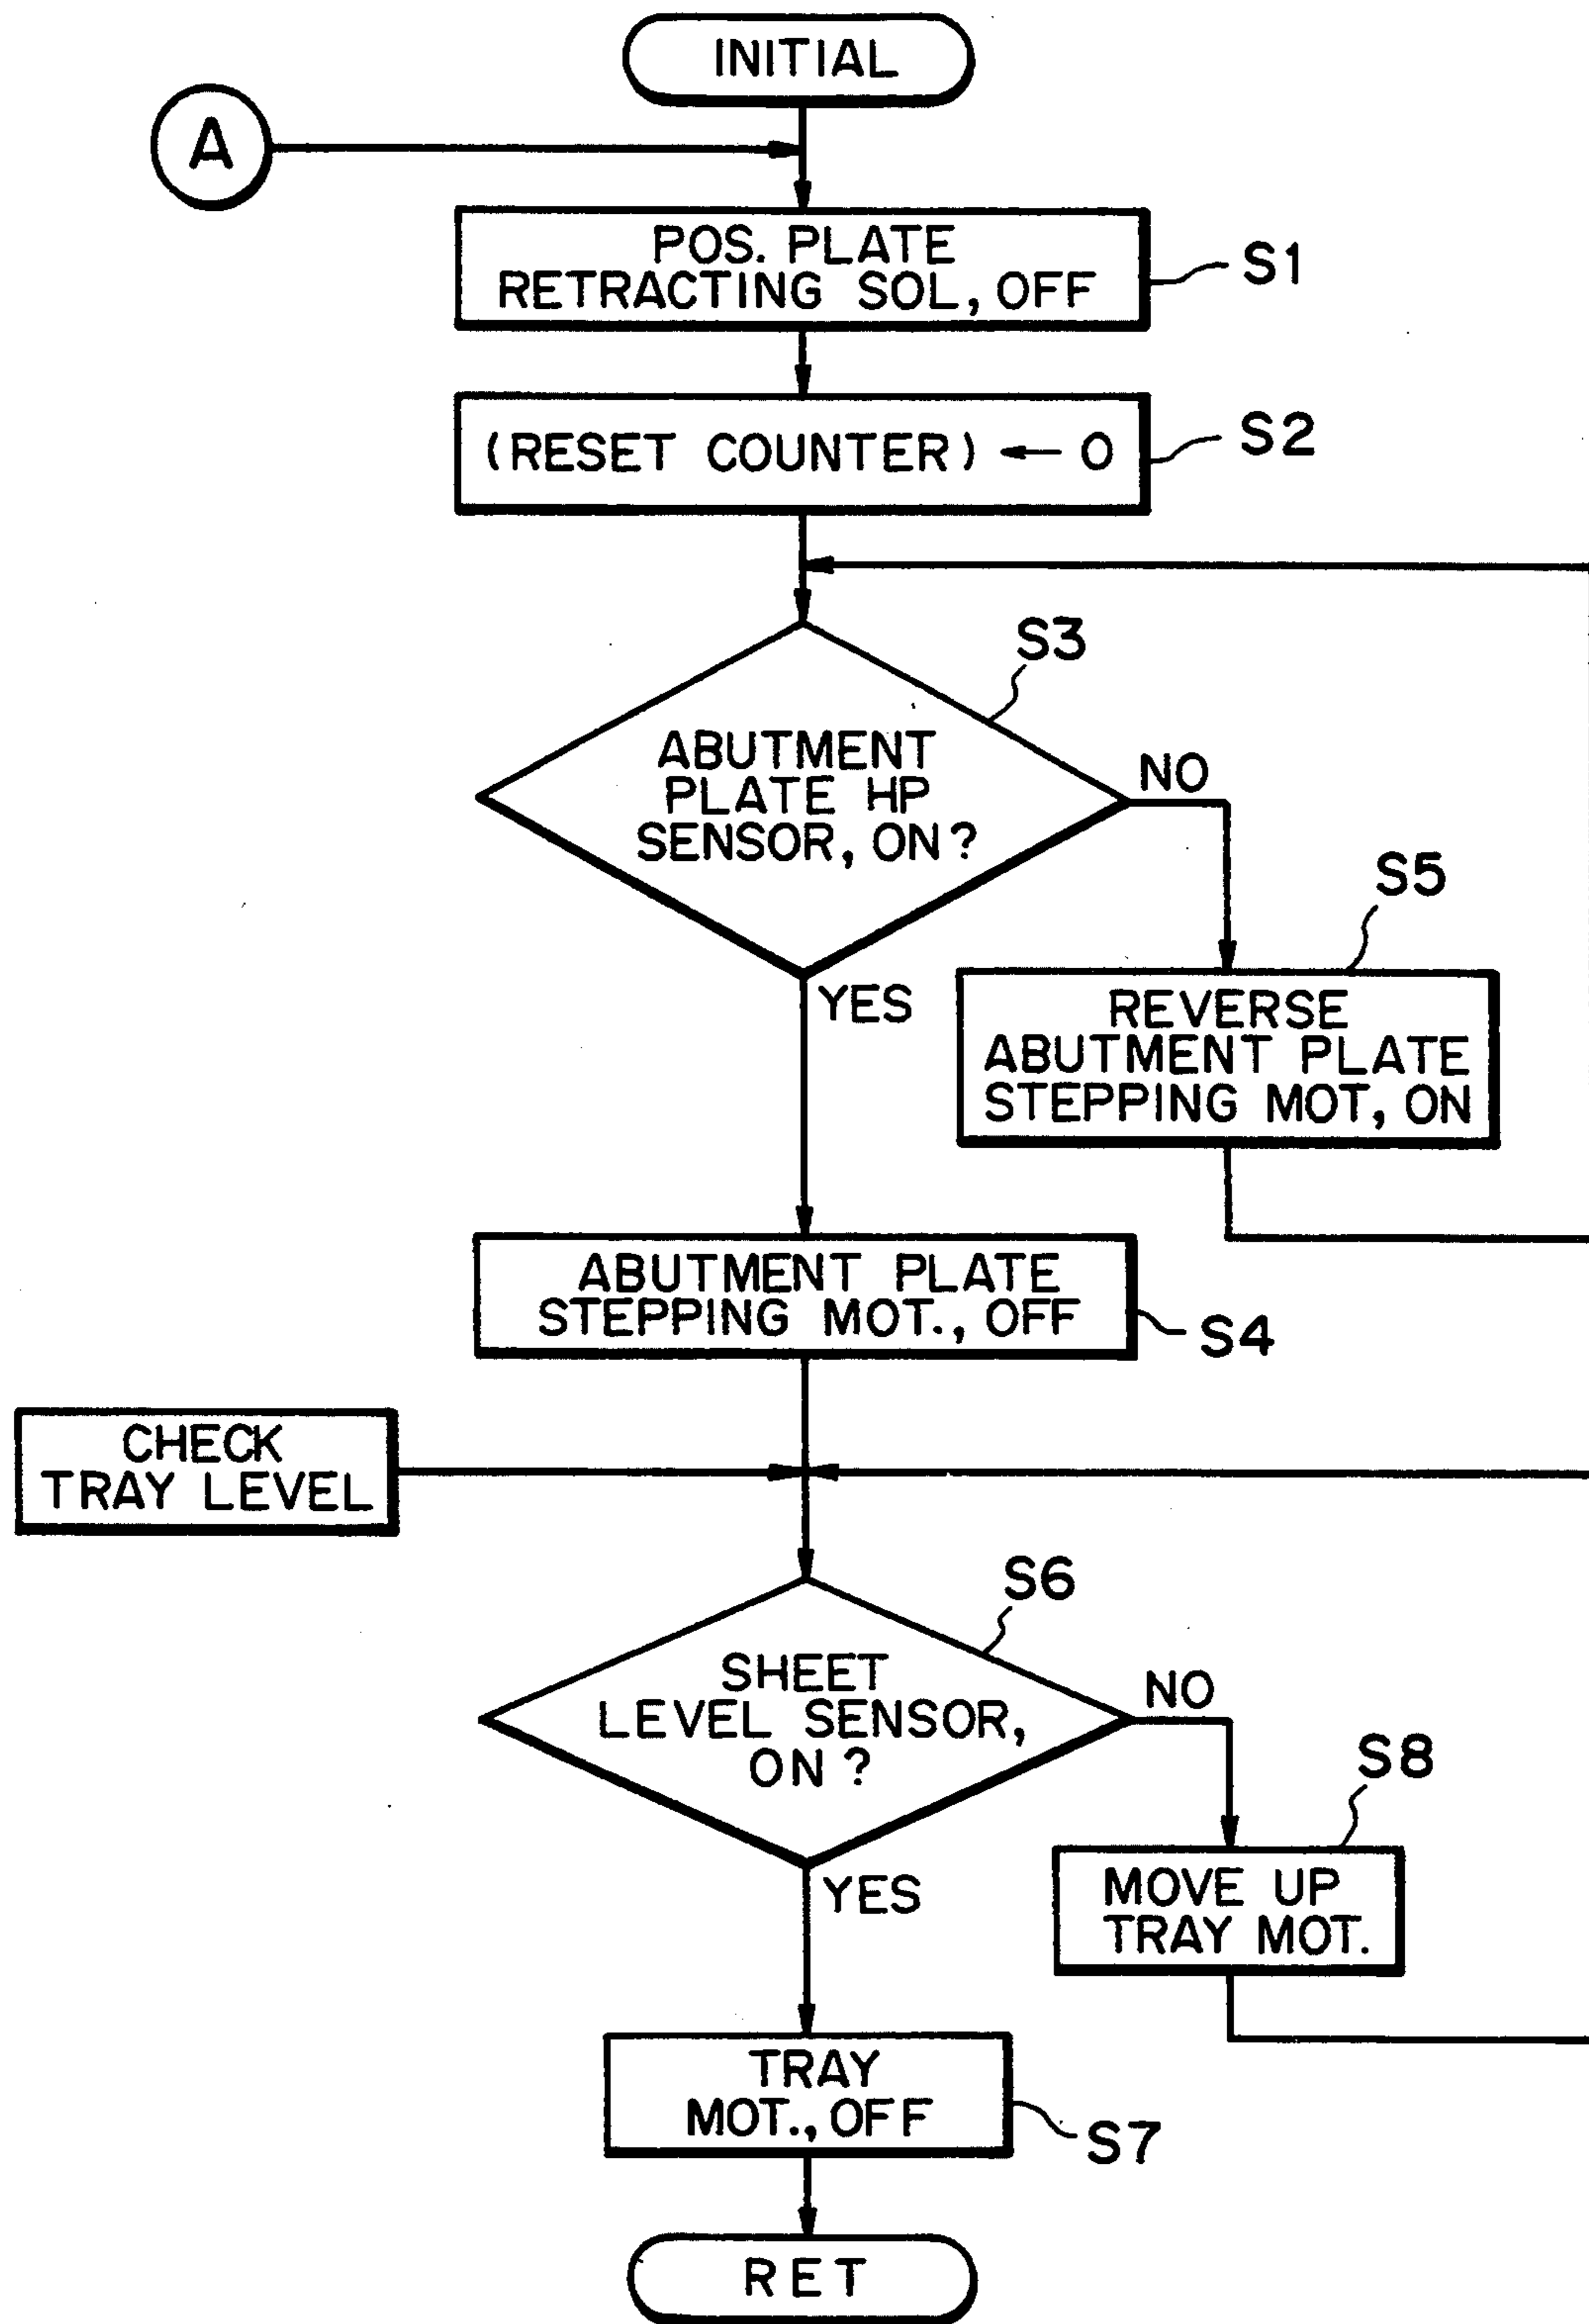 INITIAL
A
POS. PLATE
RETRACTING SOL, OFF
S1
(RESET COUNTER) ← 0
S2
S3
ABUTMENT
PLATE HP
SENSOR, ON?
NO
YES
S5
REVERSE
ABUTMENT PLATE
STEPPING MOT, ON
ABUTMENT PLATE
STEPPING MOT., OFF
S4
CHECK
TRAY LEVEL
S6
SHEET
LEVEL SENSOR,
ON?
NO
YES
S8
MOVE UP
TRAY MOT.
TRAY
MOT., OFF
S7
RET